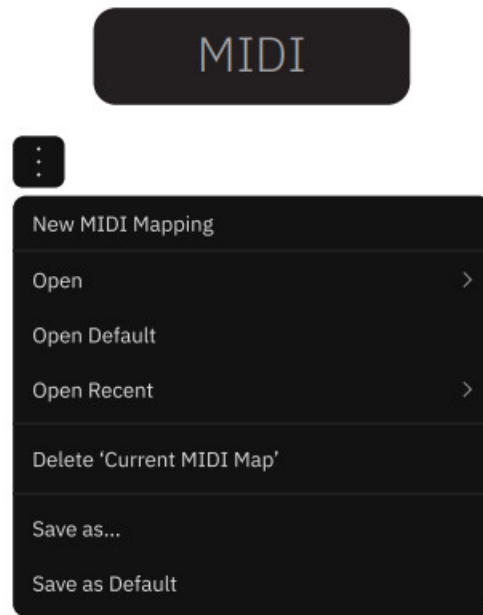 MIDI
New MIDI Mapping
Open
Open Default
Open Recent
Delete ‘Current MIDI Map’
Save as...
Save as Default